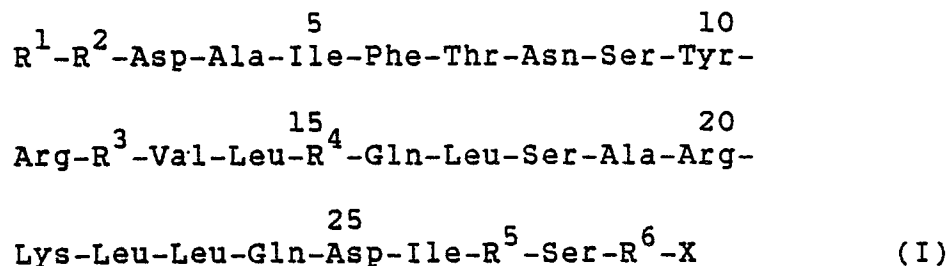 5 10
R¹-R²-Asp-Ala-Ile-Phe-Thr-Asn-Ser-Tyr-
15 20
Arg-R³-Val-Leu-R⁴-Gln-Leu-Ser-Ala-Arg-
25
Lys-Leu-Leu-Gln-Asp-Ile-R⁵-Ser-R⁶-X (I)